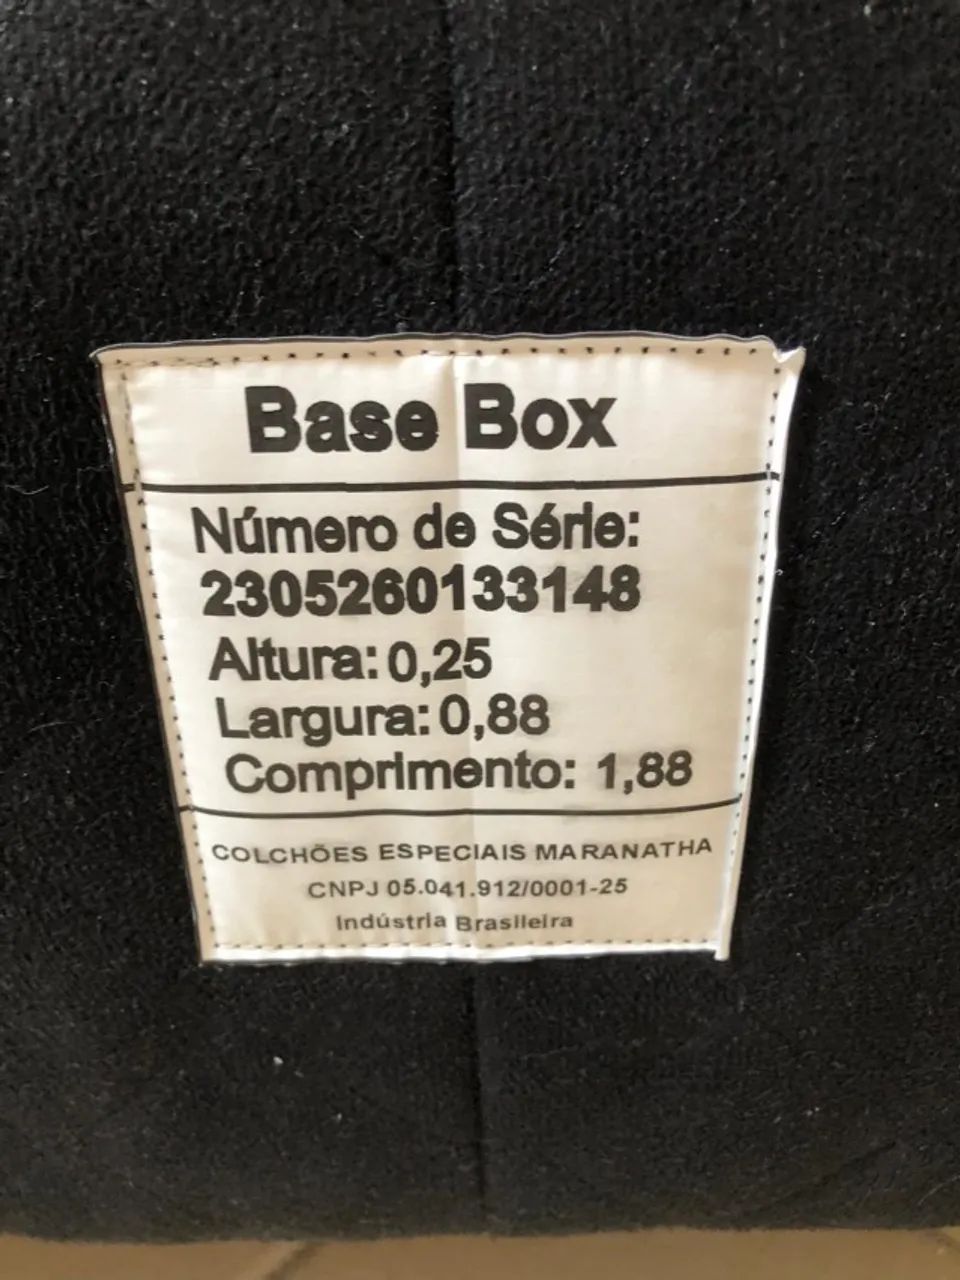 Base Box
Número de Série:
2305260133148
Altura: 0,25
Largura: 0,88
Comprimento: 1,88
COLCHÕES ESPECIAIS MARANATHA
CNPJ 05.041.912/0001-25
Indústria Brasileira